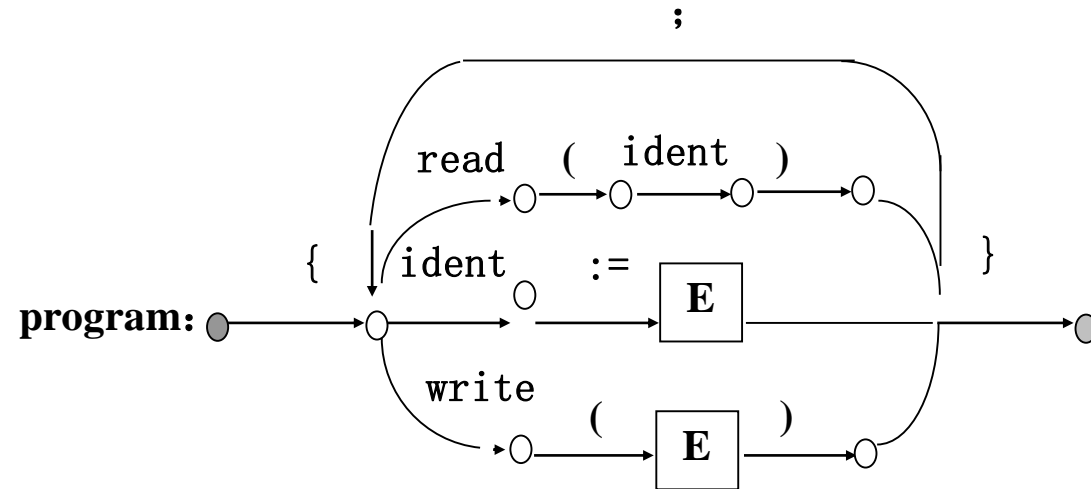 ;
read ( ident )
{ ident := E }
program:
write
( E )